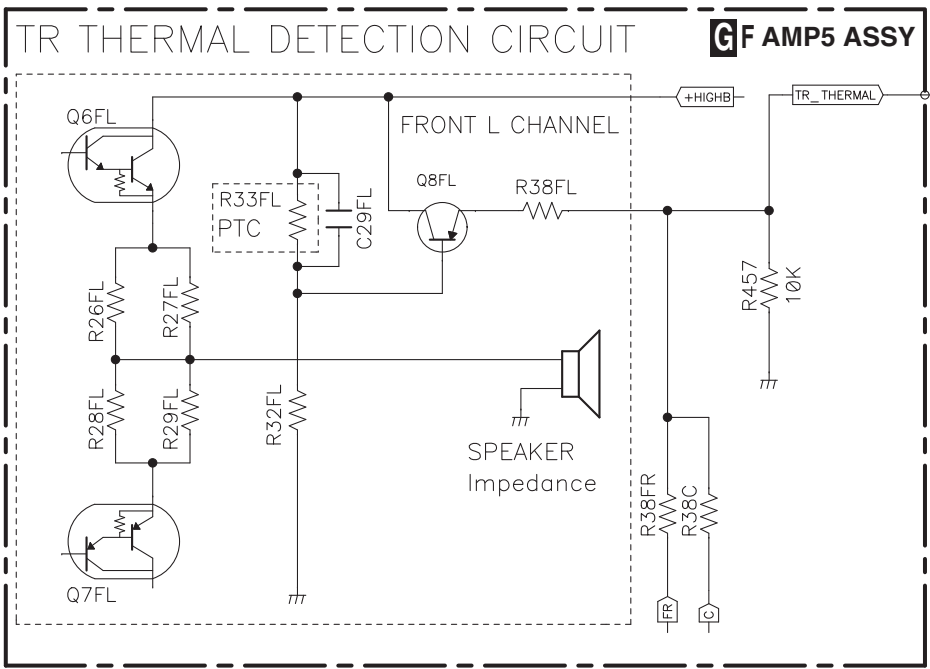 TR THERMAL DETECTION CIRCUIT
G F AMP5 ASSY
+HIGHB
TR_THERMAL
Q6FL
FRONT L CHANNEL
Q8FL
R38FL
R33FL
PTC
C29FL
R26FL
R27FL
R457
10K
R28FL
R29FL
R32FL
SPEAKER
Impedance
R38FR
R38C
Q7FL
FR
C